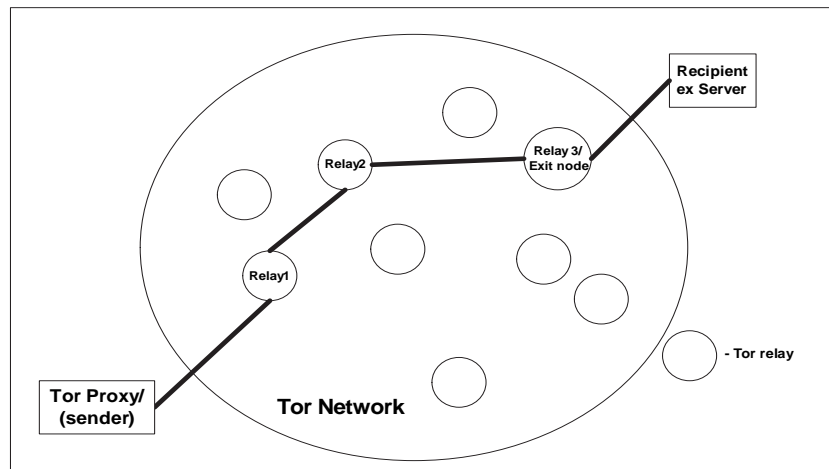 Recipient
ex Server
Relay 3/
Exit node
Relay2
Relay1
- Tor relay
Tor Proxy/
(sender)
Tor Network